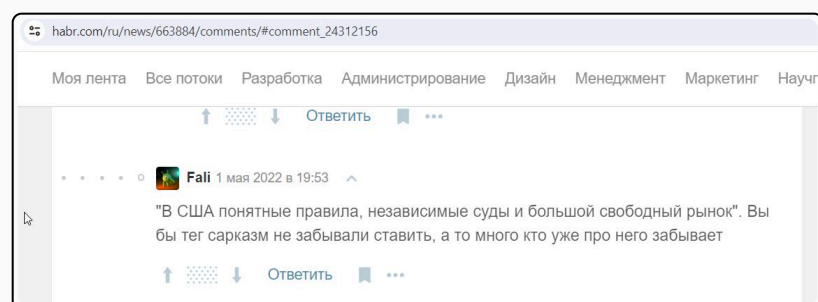 habr.com/ru/news/663884/comments/#comment_24312156
Моя лента Все потоки Разработка Администрирование Дизайн Менеджмент Маркетинг Научп
Ответить
Fali 1 мая 2022 в 19:53
"В США понятные правила, независимые суды и большой свободный рынок". Вы
бы тег сарказм не забывали ставить, а то много кто уже про него забывает
Ответить